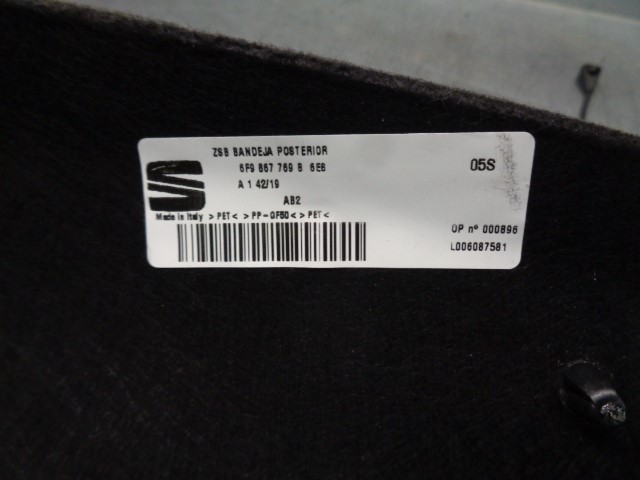 ZSB BANDEJA POSTERIOR
6F9 867 769 B 6EB
05S
A 1 42/19
AB2
Made in Italy >PET< >PP-GF50<>PET<
OP nº 000896
L006087581